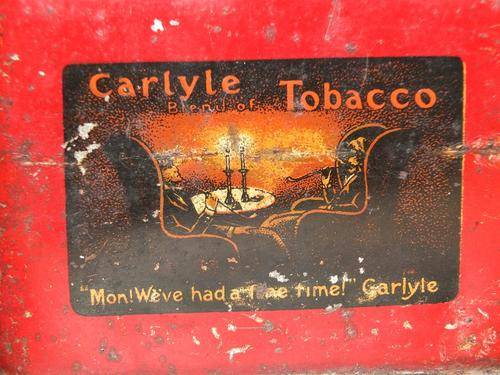 Carlyle
Blend of
Tobacco
"Mon! We've had a time!" Carlyle